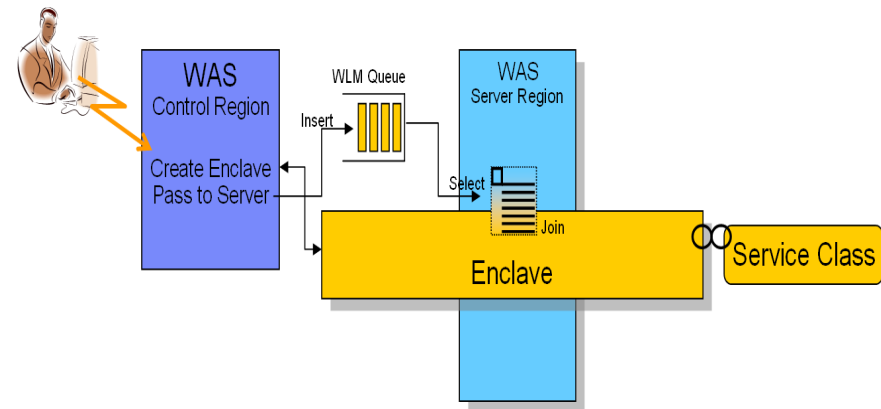 WAS
Control Region
Create Enclave
Pass to Server
Insert
WLM Queue
WAS
Server Region
Select
Join
Enclave
Service Class